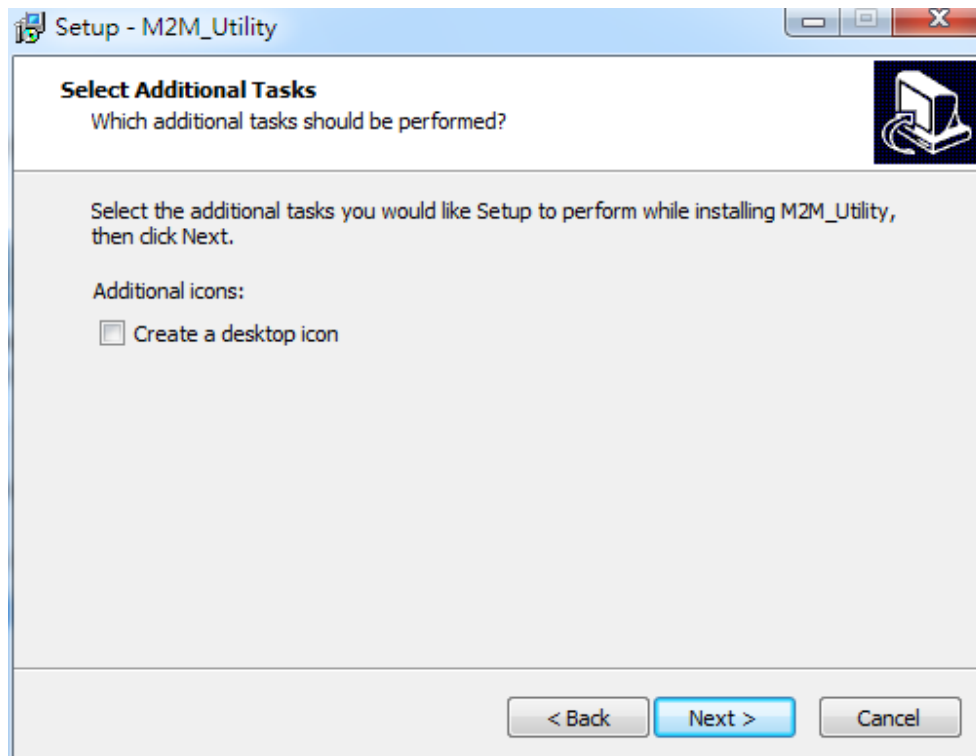 Setup - M2M_Utility
Select Additional Tasks
Which additional tasks should be performed?
Select the additional tasks you would like Setup to perform while installing M2M_Utility,
then click Next.
Additional icons:
Create a desktop icon
< Back Next > Cancel